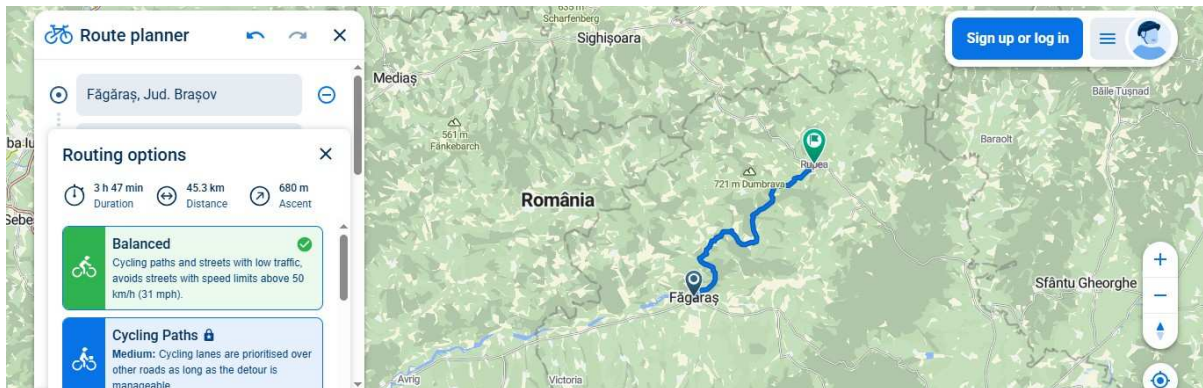 Route planner
Făgăraș, Jud. Brașov
Routing options
3 h 47 min
Duration
45.3 km
Distance
680 m
Ascent
Balanced
Cycling paths and streets with low traffic,
avoids streets with speed limits above 50
km/h (31 mph).
Cycling Paths
Medium: Cycling lanes are prioritised over
other roads as long as the detour is
manageable
Sign up or log in
Scharfenberg
Sighișoara
Mediaș
Băile Tușnad
561 m
Fankebarch
Baraolt
Rupea
721 m Dumbrava
România
Făgăraș
Sfântu Gheorghe
Avrig
Victoria